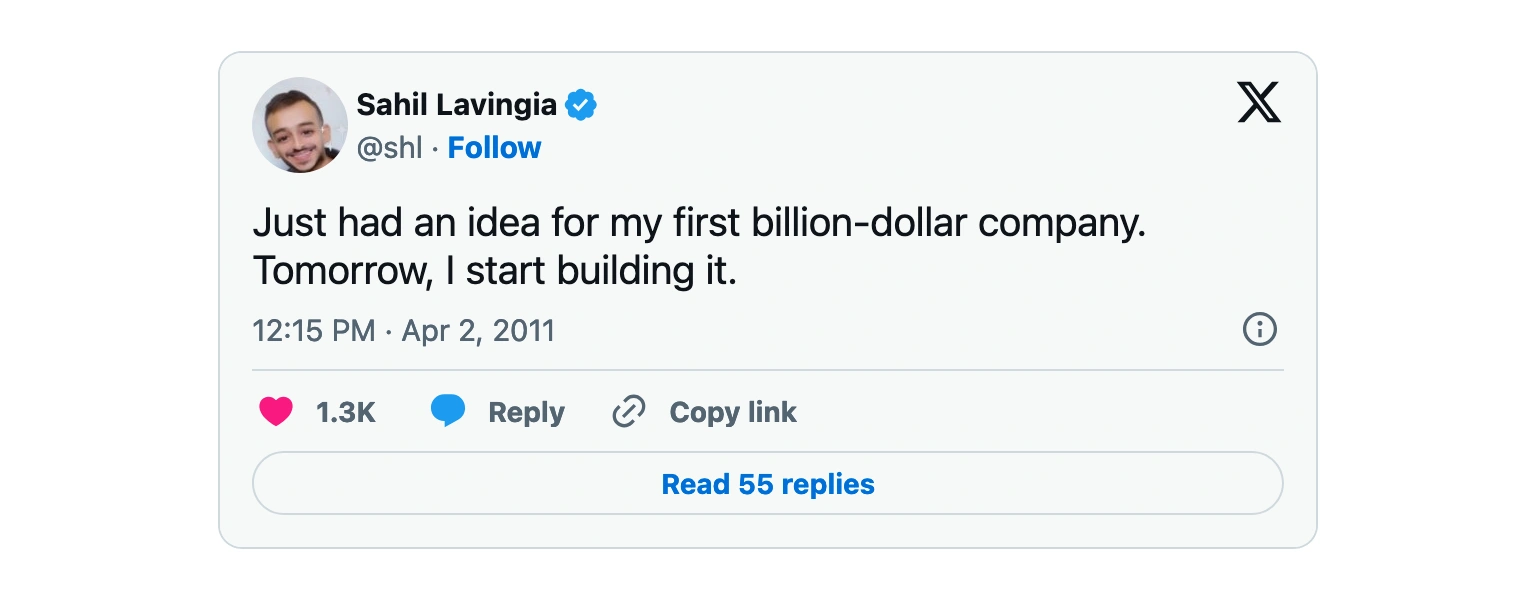 Sahil Lavingia
@shl · Follow
Just had an idea for my first billion-dollar company.
Tomorrow, I start building it.
12:15 PM · Apr 2, 2011
1.3K Reply Copy link
Read 55 replies